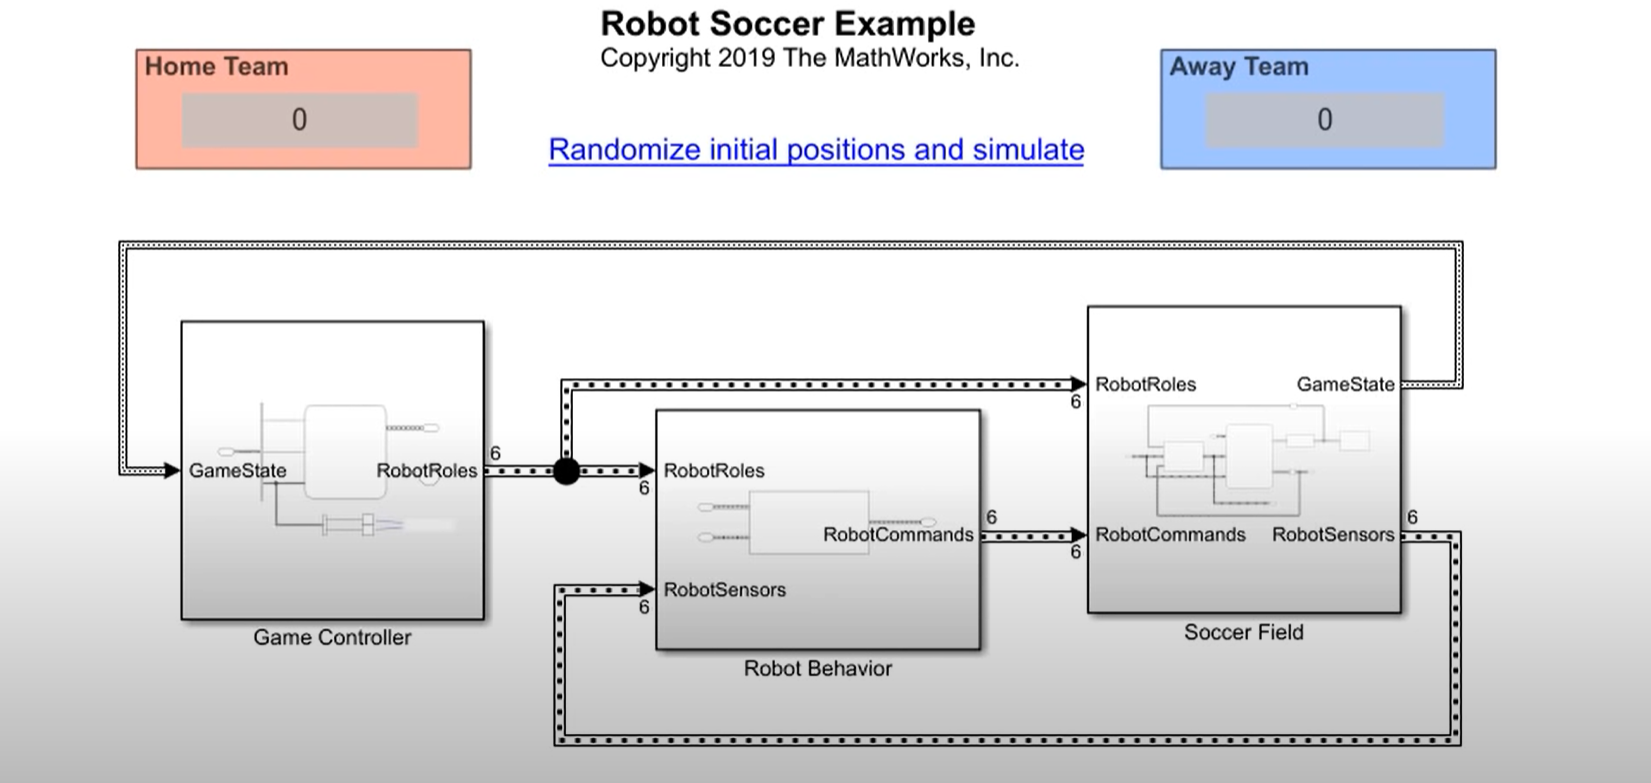 Robot Soccer Example
Copyright 2019 The MathWorks, Inc.
Home Team
0
Away Team
0
Randomize initial positions and simulate
GameState
RobotRoles
6
Game Controller
RobotRoles
6
RobotCommands
6
RobotSensors
6
Robot Behavior
RobotRoles
6
GameState
RobotCommands
6
RobotSensors
6
Soccer Field